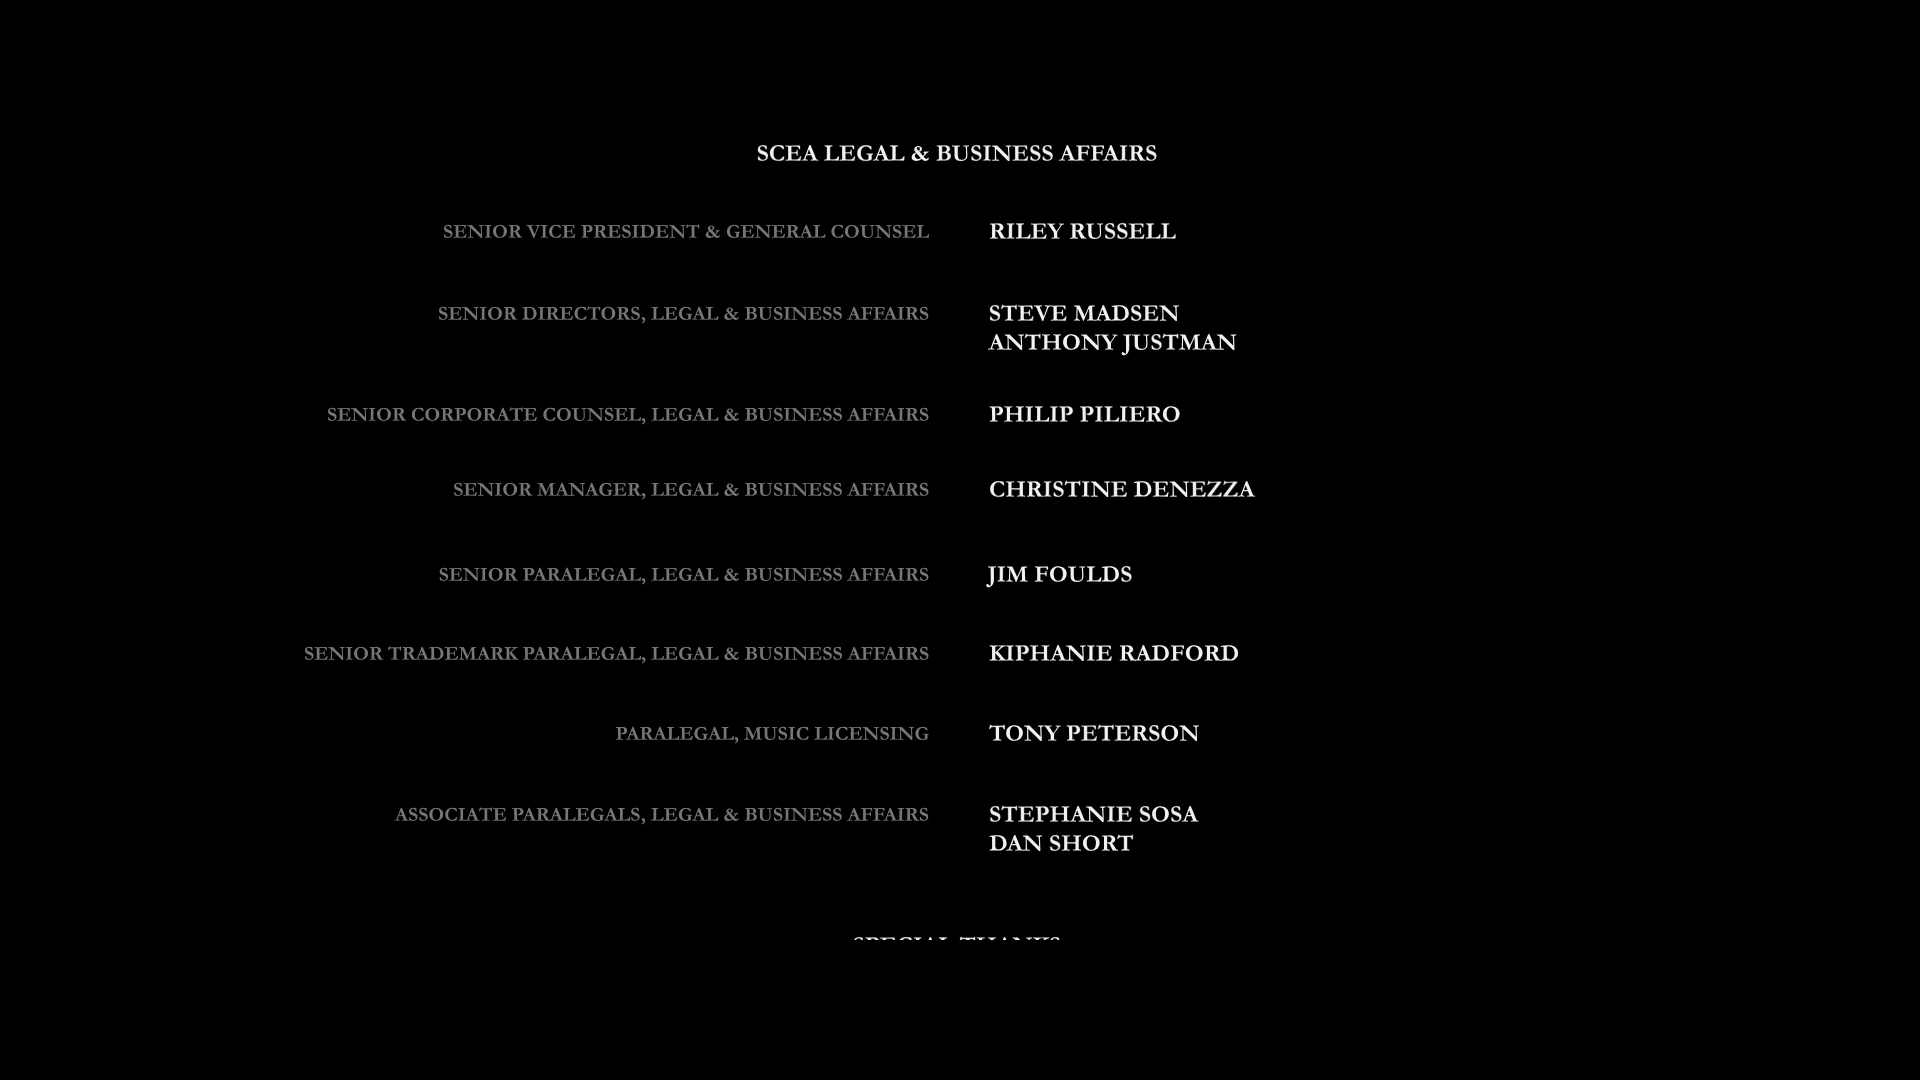 SCEA LEGAL & BUSINESS AFFAIRS
SENIOR VICE PRESIDENT & GENERAL COUNSEL RILEY RUSSELL
SENIOR DIRECTORS, LEGAL & BUSINESS AFFAIRS STEVE MADSEN
ANTHONY JUSTMAN
SENIOR CORPORATE COUNSEL, LEGAL & BUSINESS AFFAIRS PHILIP PILIERO
SENIOR MANAGER, LEGAL & BUSINESS AFFAIRS CHRISTINE DENEZZA
SENIOR PARALEGAL, LEGAL & BUSINESS AFFAIRS JIM FOULDS
SENIOR TRADEMARK PARALEGAL, LEGAL & BUSINESS AFFAIRS KIPHANIE RADFORD
PARALEGAL, MUSIC LICENSING TONY PETERSON
ASSOCIATE PARALEGALS, LEGAL & BUSINESS AFFAIRS STEPHANIE SOSA
DAN SHORT
SPECIAL THANKS